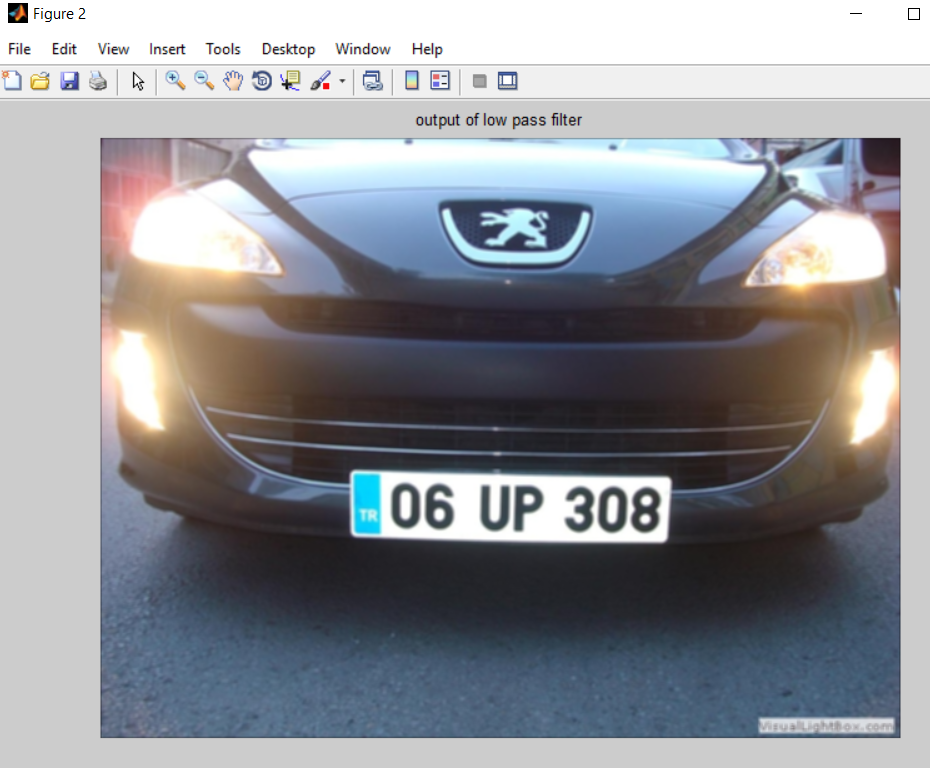 Figure 2
File Edit View Insert Tools Desktop Window Help
output of low pass filter
TR 06 UP 308
VisualLightBox.com